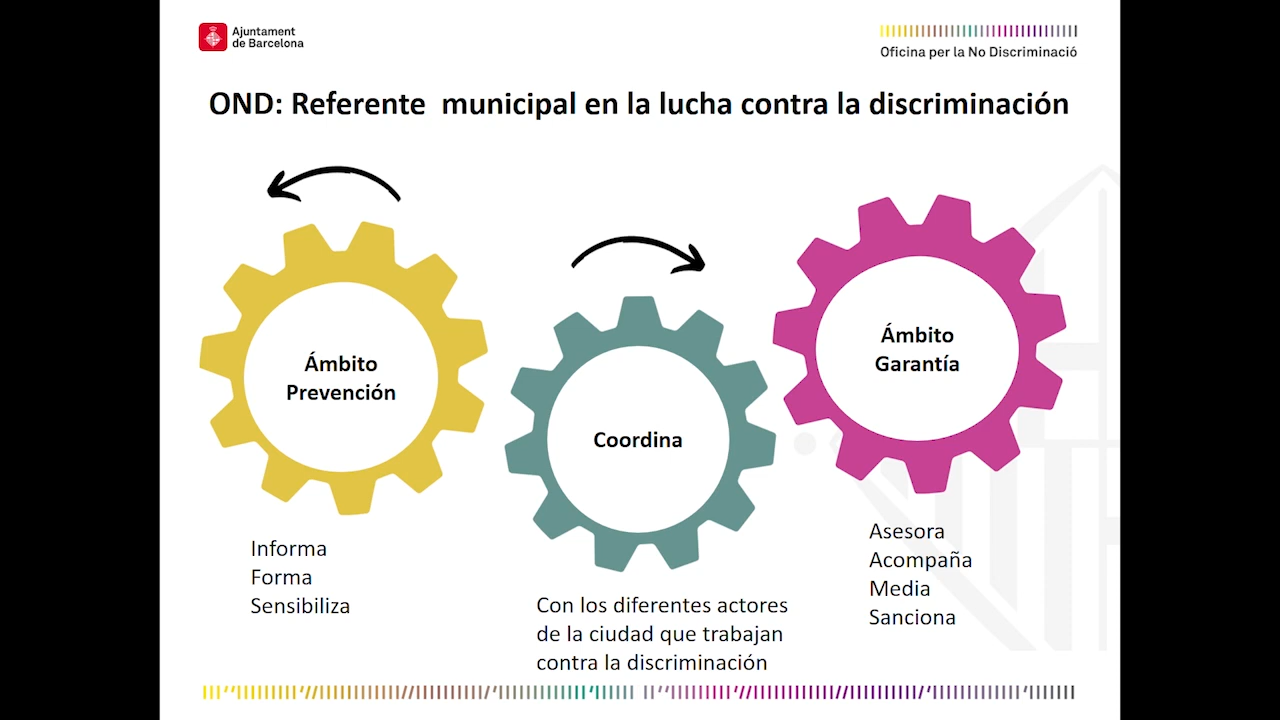 Ajuntament
de Barcelona
Oficina per la No Discriminació
OND: Referente municipal en la lucha contra la discriminación
Ámbito
Prevención
Coordina
Ámbito
Garantía
Informa
Forma
Sensibiliza
Con los diferentes actores
de la ciudad que trabajan
contra la discriminación
Asesora
Acompaña
Media
Sanciona